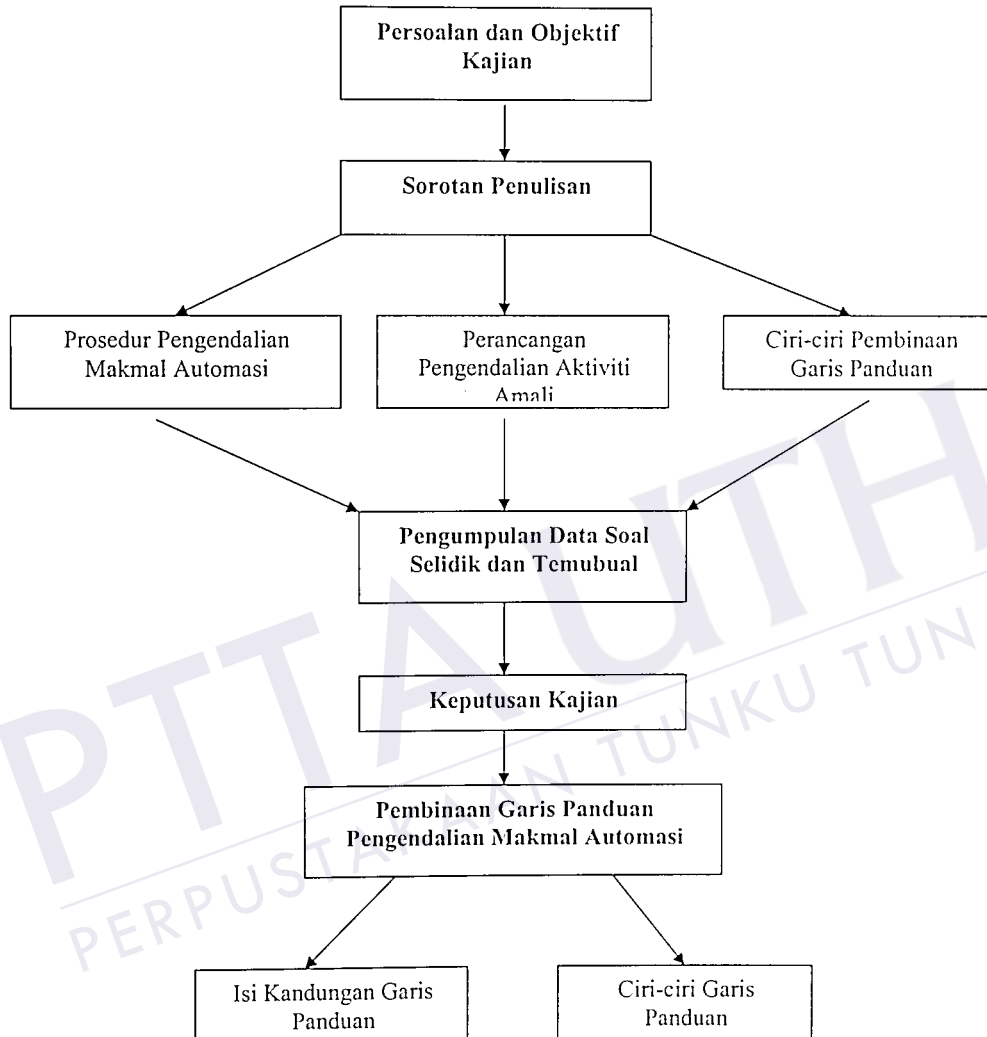 Persoalan dan Objektif
Kajian
Sorotan Penulisan
Prosedur Pengendalian
Makmal Automasi
Perancangan
Pengendalian Aktiviti
Amali
Ciri-ciri Pembinaan
Garis Panduan
Pengumpulan Data Soal
Selidik dan Temubual
Keputusan Kajian
Pembinaan Garis Panduan
Pengendalian Makmal Automasi
Isi Kandungan Garis
Panduan
Ciri-ciri Garis
Panduan
PTTAUTH
PERPUSTAKAAN TUNKU TUN